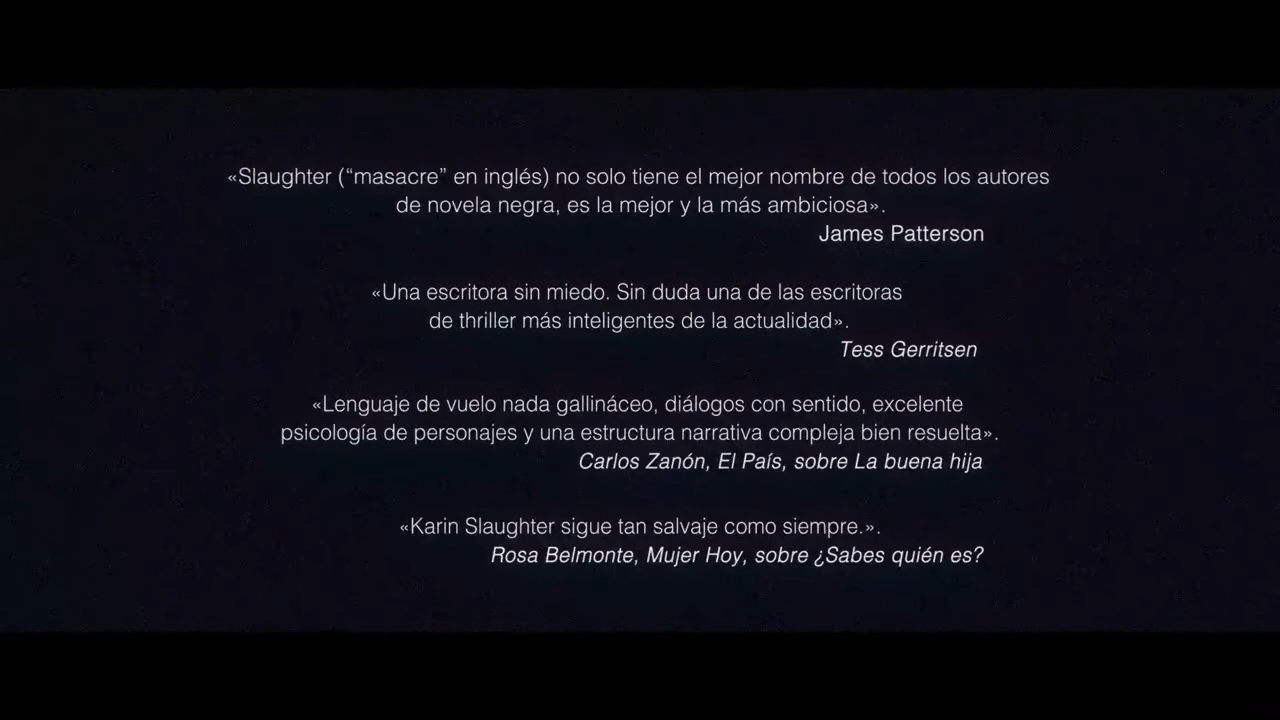 «Slaughter (“masacre” en inglés) no solo tiene el mejor nombre de todos los autores
de novela negra, es la mejor y la más ambiciosa».
James Patterson
«Una escritora sin miedo. Sin duda una de las escritoras
de thriller más inteligentes de la actualidad».
Tess Gerritsen
«Lenguaje de vuelo nada gallináceo, diálogos con sentido, excelente
psicología de personajes y una estructura narrativa compleja bien resuelta».
Carlos Zanón, El País, sobre La buena hija
«Karin Slaughter sigue tan salvaje como siempre.».
Rosa Belmonte, Mujer Hoy, sobre ¿Sabes quién es?